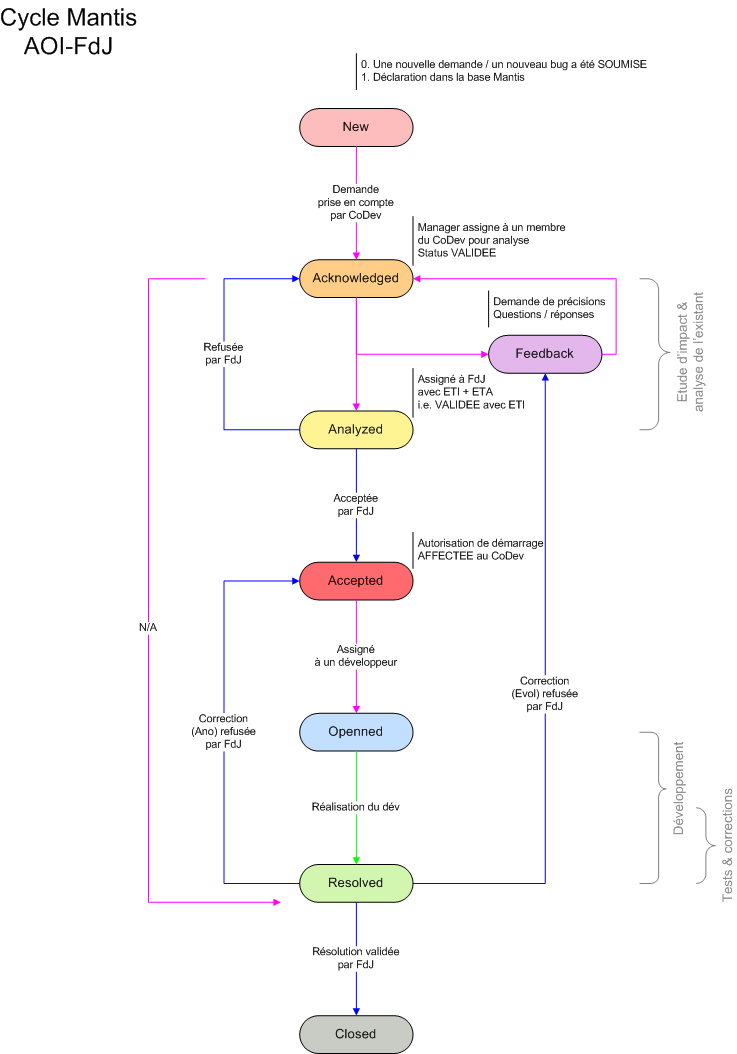 Cycle Mantis
AOI-FdJ
0. Une nouvelle demande / un nouveau bug a été SOUMISE
1. Déclaration dans la base Mantis
New
Demande
prise en compte
par CoDev
Manager assigne à un membre
du CoDev pour analyse
Status VALIDEE
Acknowledged
Demande de précisions
Questions / réponses
Refusée
par FdJ
Feedback
Etude d'impact &
analyse de l'existant
Assigné à FdJ
avec ETI + ETA
i.e. VALIDEE avec ETI
Analyzed
Acceptée
par FdJ
Autorisation de démarrage
AFFECTEE au CoDev
Accepted
N/A
Assigné
à un développeur
Correction
(Evol) refusée
par FdJ
Correction
(Ano) refusée
par FdJ
Openned
Développement
Réalisation du dév
Tests & corrections
Resolved
Résolution validée
par FdJ
Closed